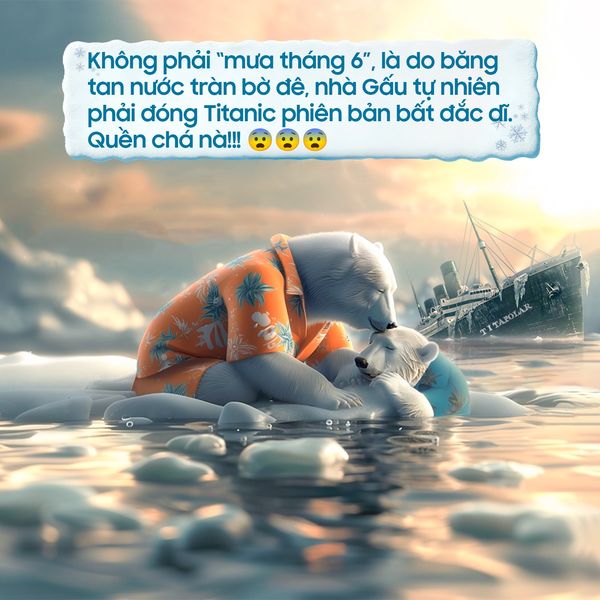 Không phải “mưa tháng 6”, là do băng
tan nước tràn bờ đê, nhà Gấu tự nhiên
phải đóng Titanic phiên bản bất đắc dĩ.
Quền chá nà!!! 😨😨😨
TITAPOLAR